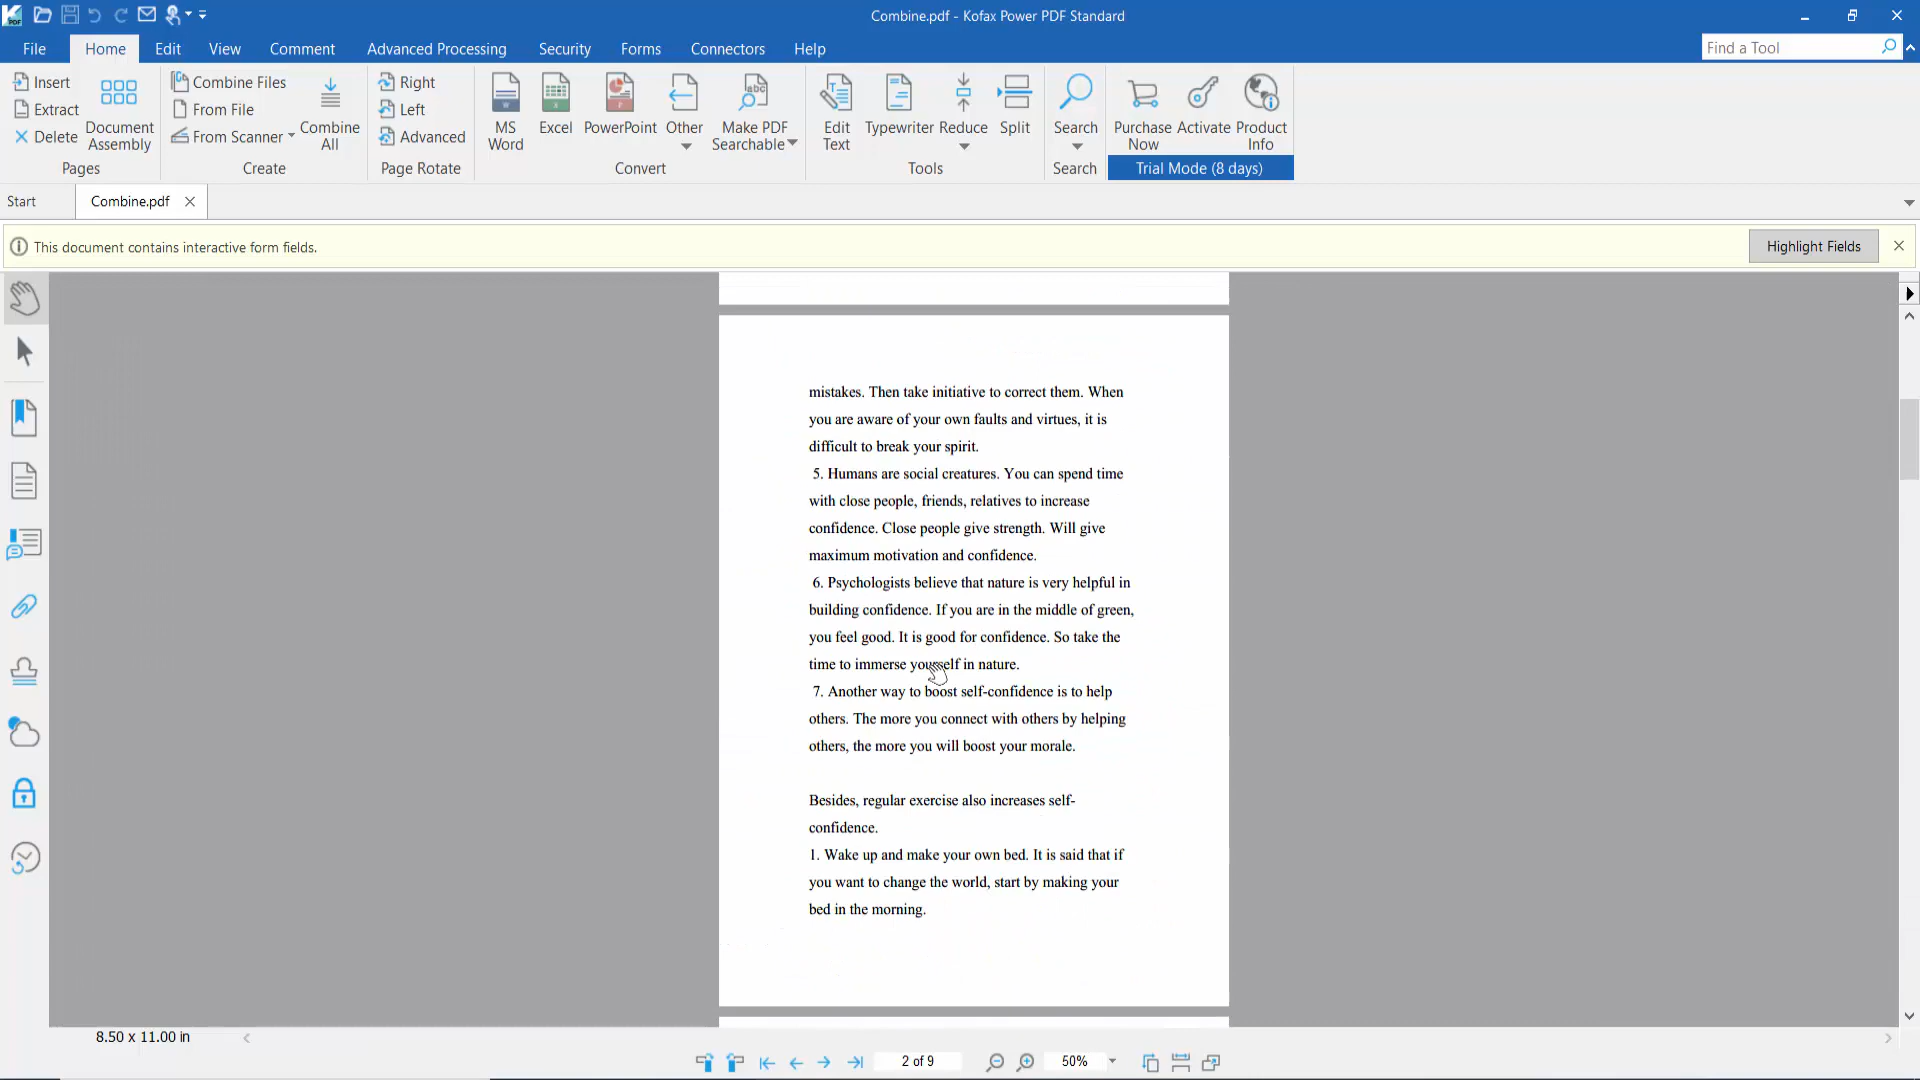 Combine.pdf - Kofax Power PDF Standard
File Home Edit View Comment Advanced Processing Security Forms Connectors Help Find a Tool
Insert
Extract
Delete
Document Assembly
Pages
Combine Files
From File
From Scanner
Combine All
Create
Right
Left
Advanced
Page Rotate
MS Word
Excel
PowerPoint
Other
Make PDF Searchable
Convert
Edit Text
Typewriter
Reduce
Split
Tools
Search
Search
Purchase Now
Activate
Product Info
Trial Mode (8 days)
Start
Combine.pdf
This document contains interactive form fields.
Highlight Fields
mistakes. Then take initiative to correct them. When
you are aware of your own faults and virtues, it is
difficult to break your spirit.
5. Humans are social creatures. You can spend time
with close people, friends, relatives to increase
confidence. Close people give strength. Will give
maximum motivation and confidence.
6. Psychologists believe that nature is very helpful in
building confidence. If you are in the middle of green,
you feel good. It is good for confidence. So take the
time to immerse yourself in nature.
7. Another way to boost self-confidence is to help
others. The more you connect with others by helping
others, the more you will boost your morale.
Besides, regular exercise also increases self-
confidence.
1. Wake up and make your own bed. It is said that if
you want to change the world, start by making your
bed in the morning.
8.50 x 11.00 in
2 of 9
50%